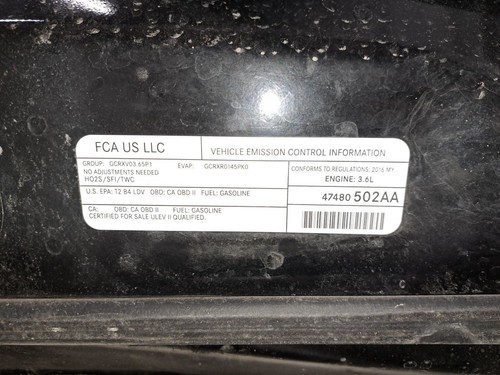 FCA US LLC
VEHICLE EMISSION CONTROL INFORMATION
GROUP: GCRXV03.65P1 EVAP: GCRXR0145PK0
NO ADJUSTMENTS NEEDED
HO2S/SFI/TWC
CONFORMS TO REGULATIONS: 2016 MY
ENGINE: 3.6L
U.S. EPA: T2 B4 LDV OBD: CA OBD II FUEL: GASOLINE
47480 502AA
CA: OBD: CA OBD II FUEL: GASOLINE
CERTIFIED FOR SALE ULEV II QUALIFIED.